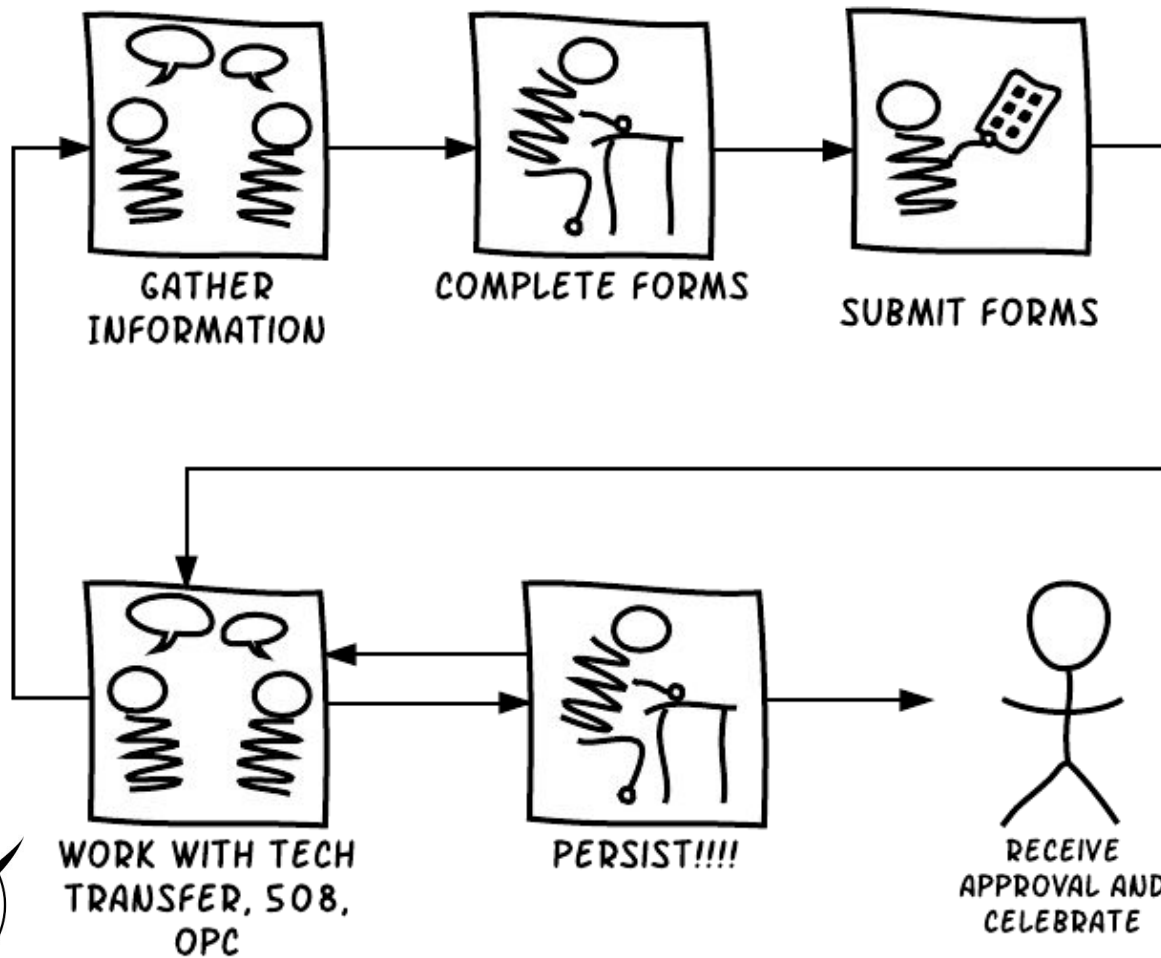 GATHER
INFORMATION
COMPLETE FORMS
SUBMIT FORMS
WORK WITH TECH
TRANSFER, 508,
OPC
PERSIST!!!!
RECEIVE
APPROVAL AND
CELEBRATE